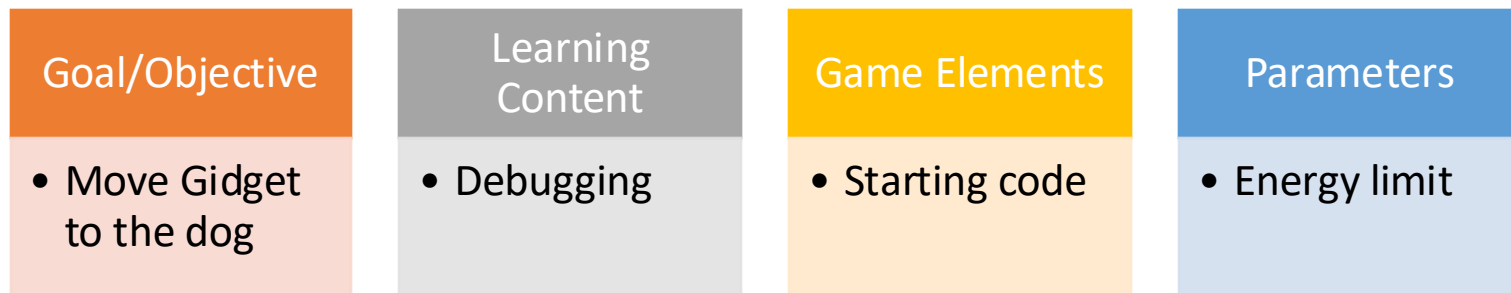 Goal/Objective
• Move Gidget
to the dog
Learning
Content
• Debugging
Game Elements
• Starting code
Parameters
• Energy limit